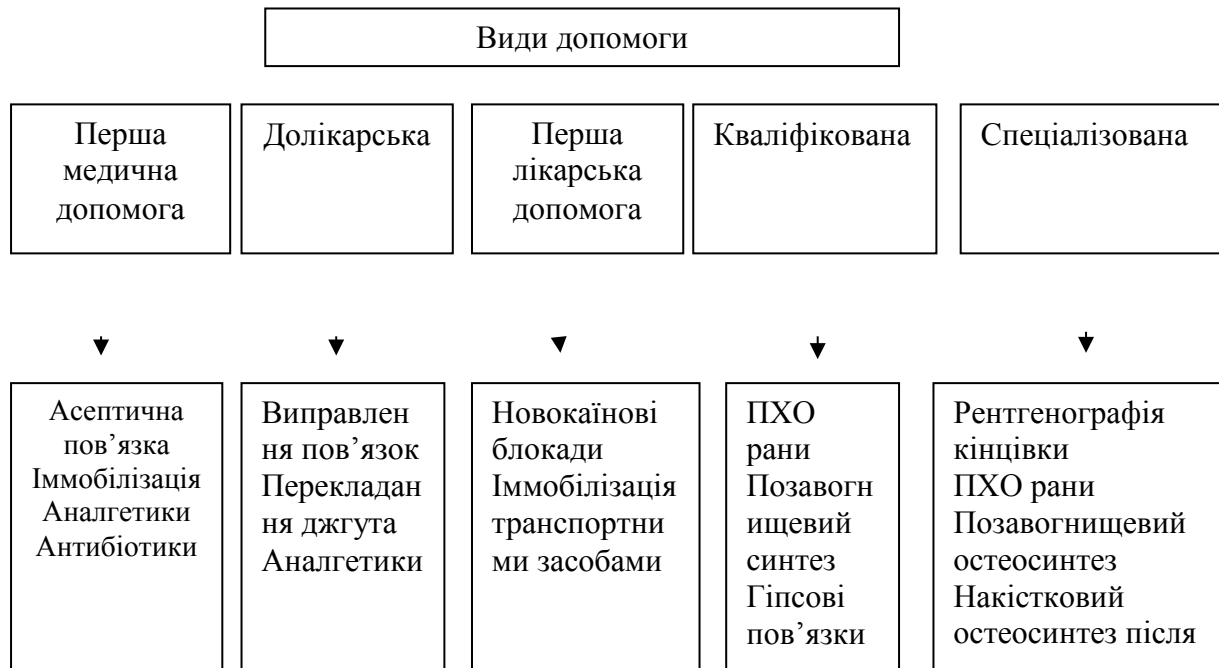 Види допомоги
Перша
медична
допомога
Долікарська
Перша
лікарська
допомога
Кваліфікована
Спеціалізована
Асептична
пов’язка
Іммобілізація
Аналгетики
Антибіотики
Виправлен
ня пов’язок
Перекладан
ня джгута
Аналгетики
Новокаїнові
блокади
Іммобілізація
транспортни
ми засобами
ПХО
рани
Позавогн
ищевий
синтез
Гіпсові
пов’язки
Рентгенографія
кінцівки
ПХО рани
Позавогнищевий
остеосинтез
Накістковий
остеосинтез після